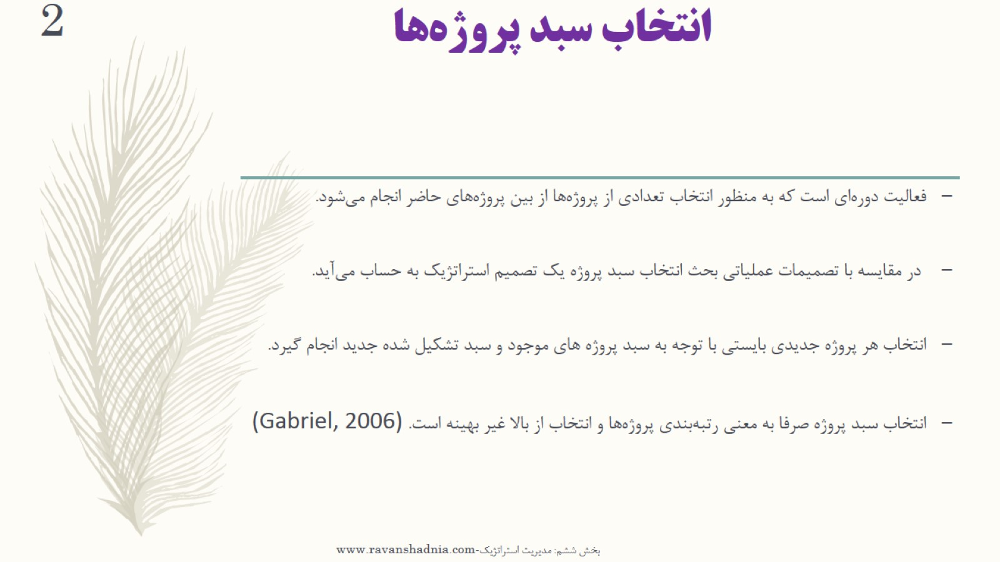 2
انتخاب سبد پروژه‌ها
– فعالیت دوره‌ای است که به منظور انتخاب تعدادی از پروژه‌ها از بین پروژه‌های حاضر انجام می‌شود.
– در مقایسه با تصمیمات عملیاتی بحث انتخاب سبد پروژه یک تصمیم استراتژیک به حساب می‌آید.
– انتخاب هر پروژه جدیدی بایستی با توجه به سبد پروژه های موجود و سبد تشکیل شده جدید انجام گیرد.
– انتخاب سبد پروژه صرفا به معنی رتبه‌بندی پروژه‌ها و انتخاب از بالا غیر بهینه است. (Gabriel, 2006)
بخش ششم: مدیریت استراتژیک-www.ravanshadnia.com